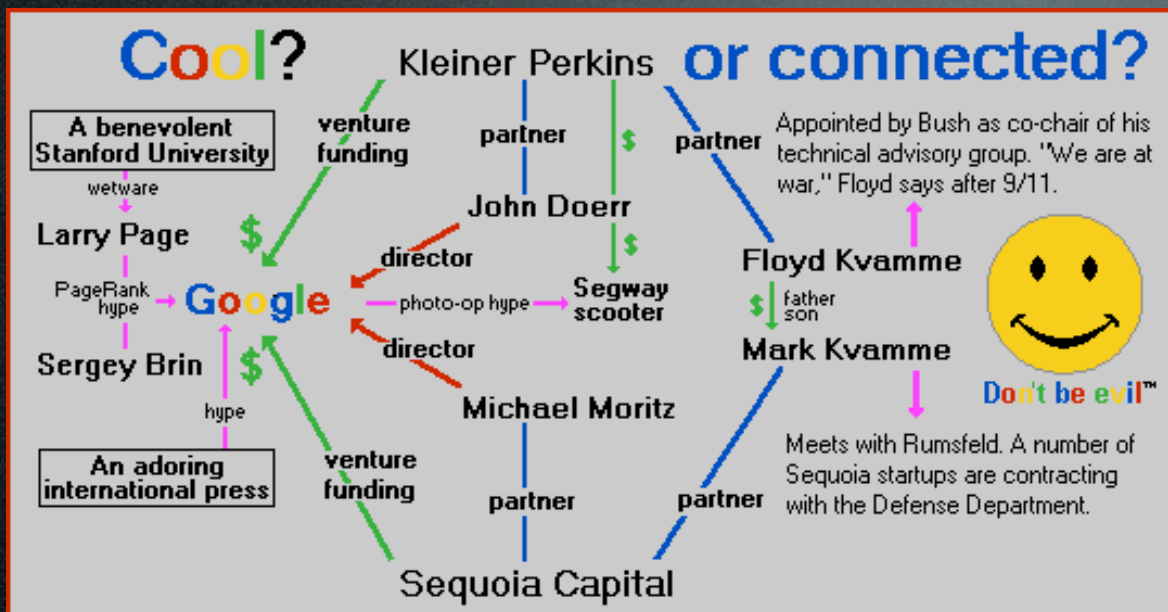 Cool?
Kleiner Perkins
or connected?
A benevolent
Stanford University
wetware
Larry Page
PageRank
hype
Sergey Brin
hype
An adoring
international press
venture
funding
$
Google
$
venture
funding
partner
$
John Doerr
$
director
photo-op hype
Segway
scooter
director
Michael Moritz
partner
Sequoia Capital
partner
Appointed by Bush as co-chair of his
technical advisory group. "We are at
war," Floyd says after 9/11.
Floyd Kvamme
$
father
son
Mark Kvamme
Don't be evil™
Meets with Rumsfeld. A number of
Sequoia startups are contracting
with the Defense Department.
partner